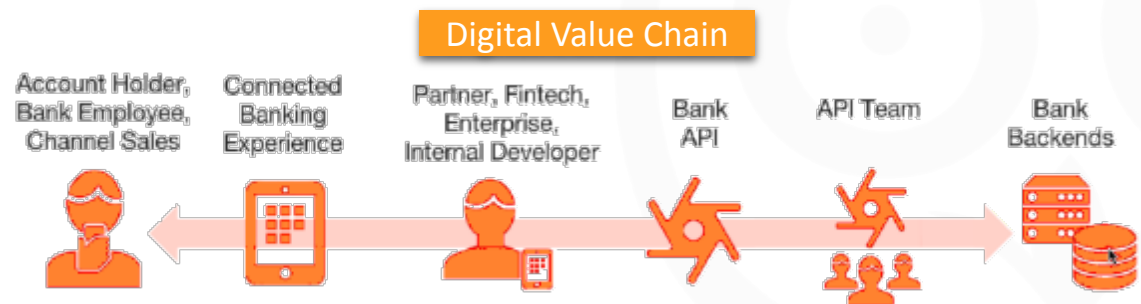 Digital Value Chain
Account Holder,
Bank Employee,
Channel Sales
Connected
Banking
Experience
Partner, Fintech,
Enterprise,
Internal Developer
Bank
API
API Team
Bank
Backends